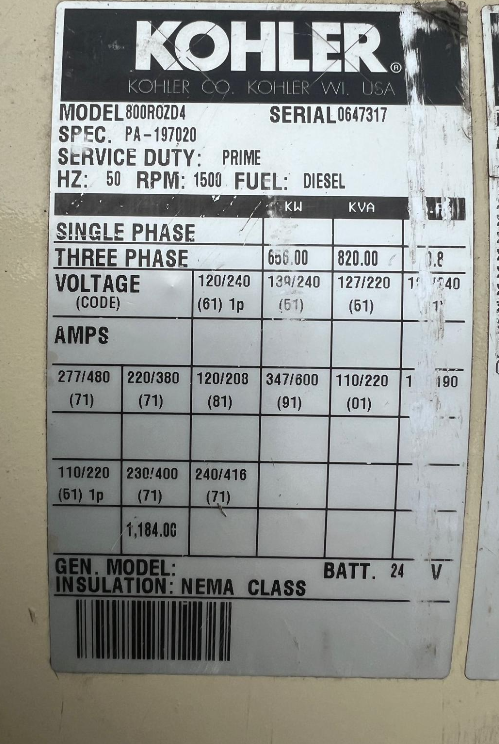 KOHLER®
KOHLER CO. KOHLER WI. USA
MODEL 800ROZD4 SERIAL 0647317
SPEC. PA-197020
SERVICE DUTY: PRIME
HZ: 50 RPM: 1500 FUEL: DIESEL
KW KVA
SINGLE PHASE
THREE PHASE 656.00 820.00 0.8
VOLTAGE 120/240 139/240 127/220
(CODE) (61) 1p (51) (61)
AMPS
277/480 220/380 120/208 347/600 110/220
(71) (71) (81) (91) (01)
110/220 230/400 240/416
(61) 1p (71) (71)
1,184.00
GEN. MODEL: BATT. 24 V
INSULATION: NEMA CLASS